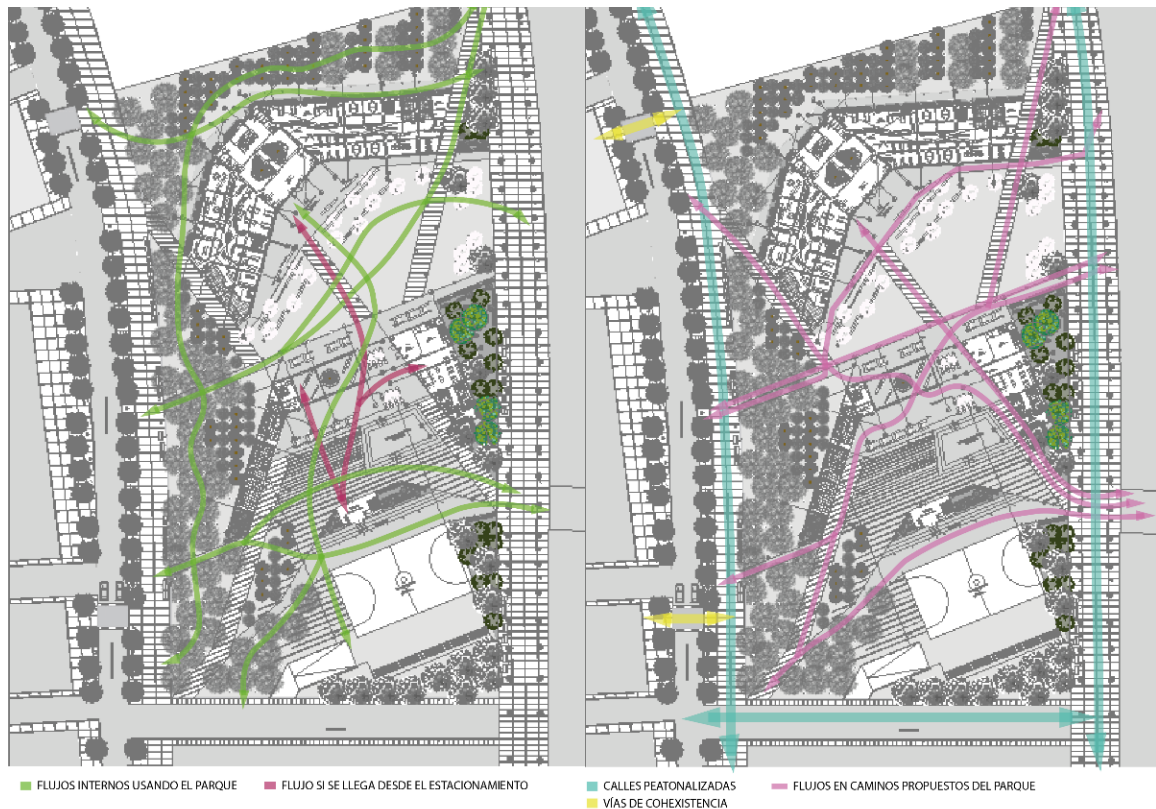 FLUJOS INTERNOS USANDO EL PARQUE
FLUJO SI SE LLEGA DESDE EL ESTACIONAMIENTO
CALLES PEATONALIZADAS
FLUJOS EN CAMINOS PROPUESTOS DEL PARQUE
VÍAS DE COHEXISTENCIA